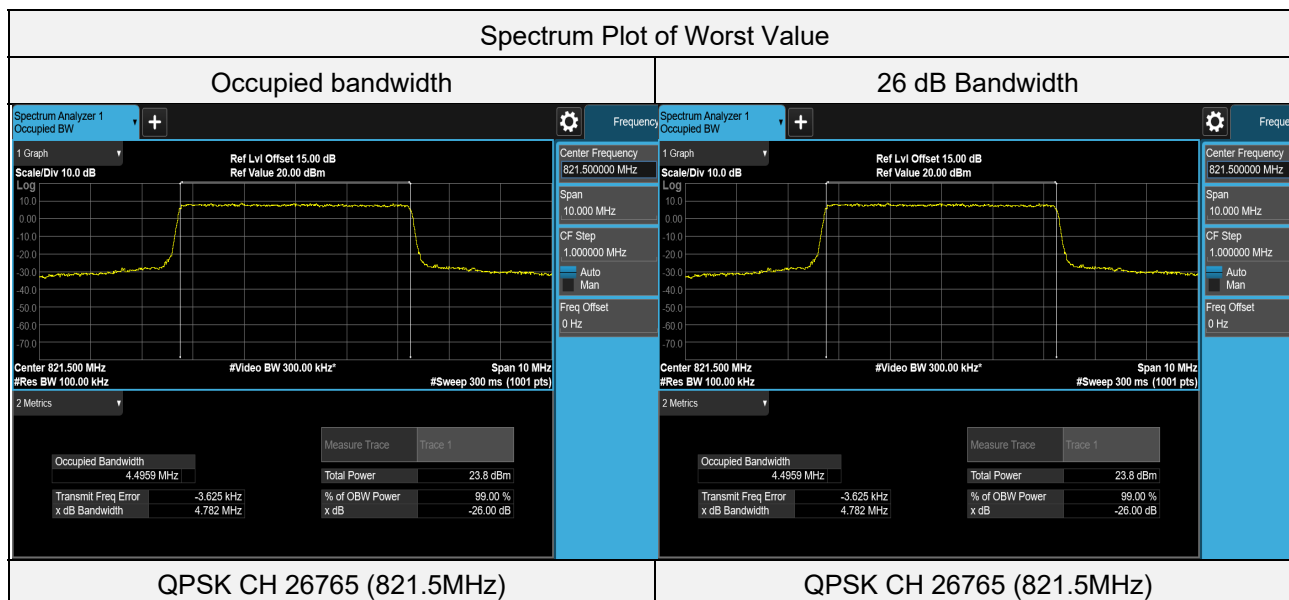 Spectrum Plot of Worst Value
Occupied bandwidth
26 dB Bandwidth
Spectrum Analyzer 1
Occupied BW
+
Frequency
1 Graph
Scale/Div 10.0 dB
Ref Lvl Offset 15.00 dB
Ref Value 20.00 dBm
Log
10.0
0.00
-10.0
-20.0
-30.0
-40.0
-50.0
-60.0
-70.0
Center 821.500 MHz
#Video BW 300.00 kHz*
Span 10 MHz
#Res BW 100.00 kHz
#Sweep 300 ms (1001 pts)
Center Frequency
821.500000 MHz
Span
10.000 MHz
CF Step
1.000000 MHz
Auto
Man
Freq Offset
0 Hz
2 Metrics
Measure Trace Trace 1
Occupied Bandwidth
4.4959 MHz
Total Power 23.8 dBm
Transmit Freq Error -3.625 kHz
% of OBW Power 99.00 %
x dB Bandwidth 4.782 MHz
x dB -26.00 dB
Spectrum Analyzer 1
Occupied BW
+
Freque
1 Graph
Scale/Div 10.0 dB
Ref Lvl Offset 15.00 dB
Ref Value 20.00 dBm
Log
10.0
0.00
-10.0
-20.0
-30.0
-40.0
-50.0
-60.0
-70.0
Center 821.500 MHz
#Video BW 300.00 kHz*
Span 10 MHz
#Res BW 100.00 kHz
#Sweep 300 ms (1001 pts)
Center Frequency
821.500000 MHz
Span
10.000 MHz
CF Step
1.000000 MHz
Auto
Man
Freq Offset
0 Hz
2 Metrics
Measure Trace Trace 1
Occupied Bandwidth
4.4959 MHz
Total Power 23.8 dBm
Transmit Freq Error -3.625 kHz
% of OBW Power 99.00 %
x dB Bandwidth 4.782 MHz
x dB -26.00 dB
QPSK CH 26765 (821.5MHz)
QPSK CH 26765 (821.5MHz)